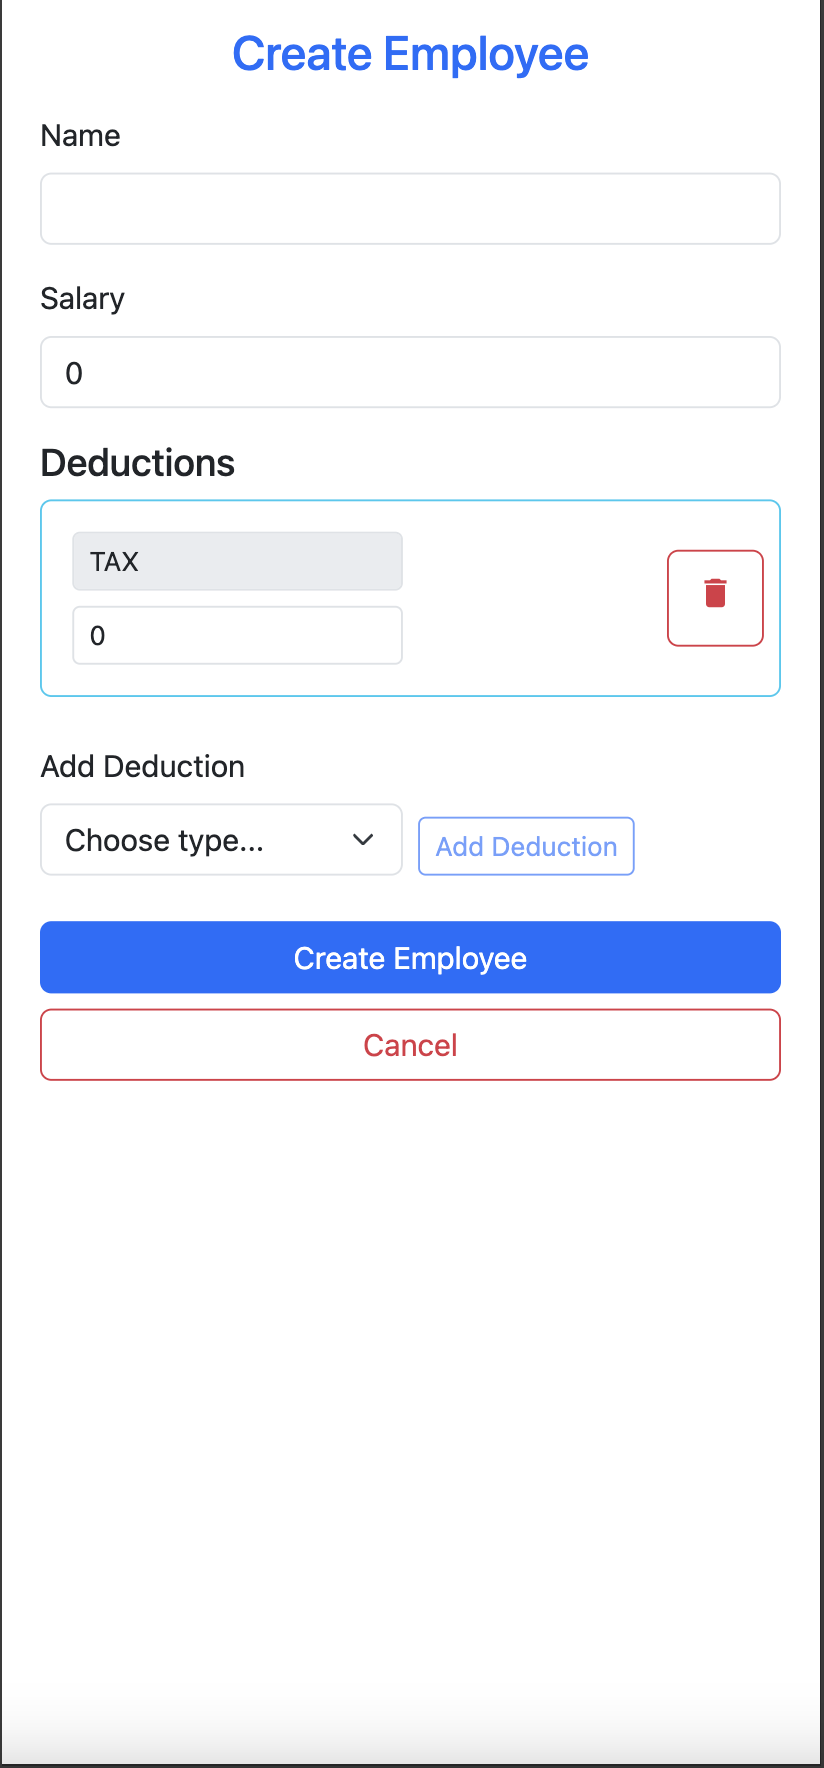 Create Employee
Name
Salary
0
Deductions
TAX
0
Add Deduction
Choose type...
Add Deduction
Create Employee
Cancel